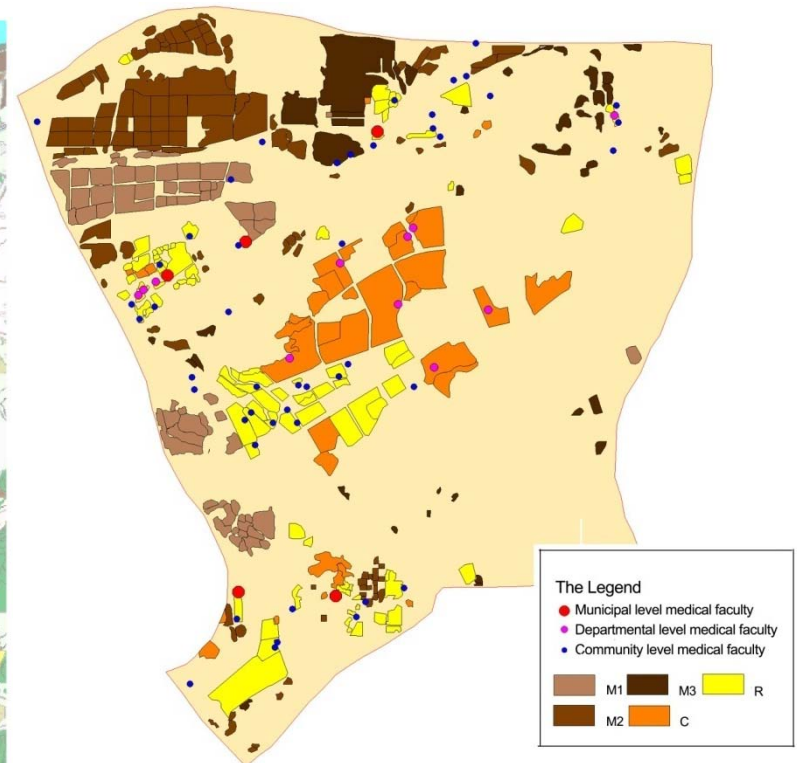 The Legend
Municipal level medical faculty
Departmental level medical faculty
Community level medical faculty
M1 M3 R
M2 C